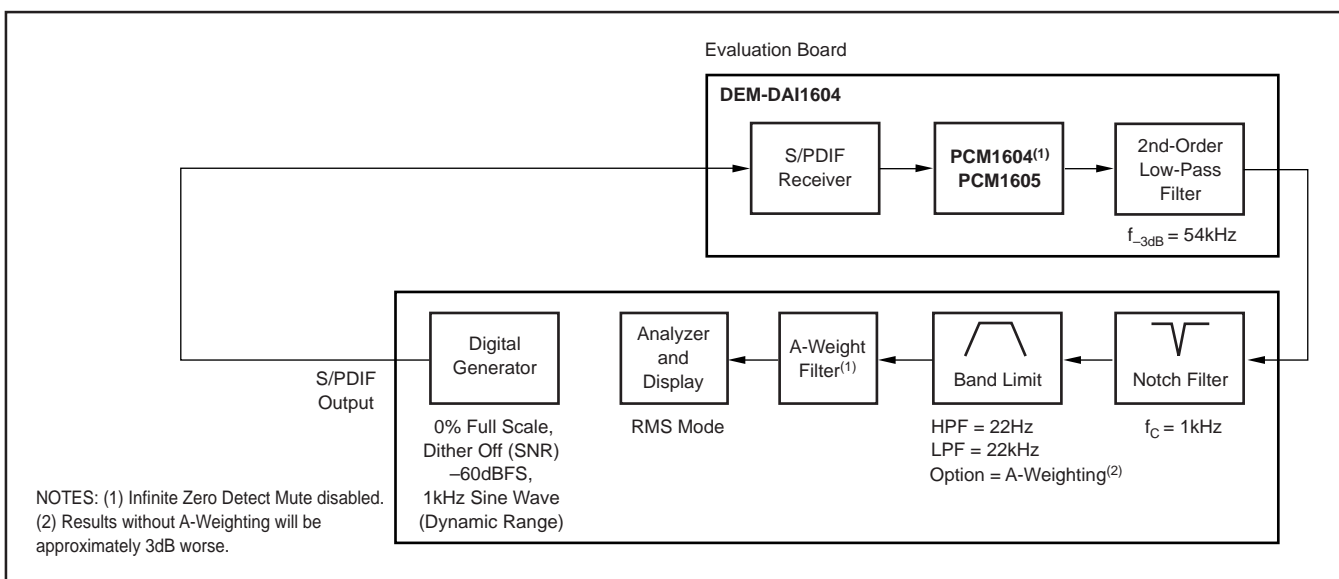 Evaluation Board
DEM-DAI1604
S/PDIF
Receiver
PCM1604(1)
PCM1605
2nd-Order
Low-Pass
Filter
f–3dB = 54kHz
S/PDIF
Output
Digital
Generator
0% Full Scale,
Dither Off (SNR)
–60dBFS,
1kHz Sine Wave
(Dynamic Range)
Analyzer
and
Display
RMS Mode
A-Weight
Filter(1)
Band Limit
HPF = 22Hz
LPF = 22kHz
Option = A-Weighting(2)
Notch Filter
fC = 1kHz
NOTES: (1) Infinite Zero Detect Mute disabled.
(2) Results without A-Weighting will be
approximately 3dB worse.